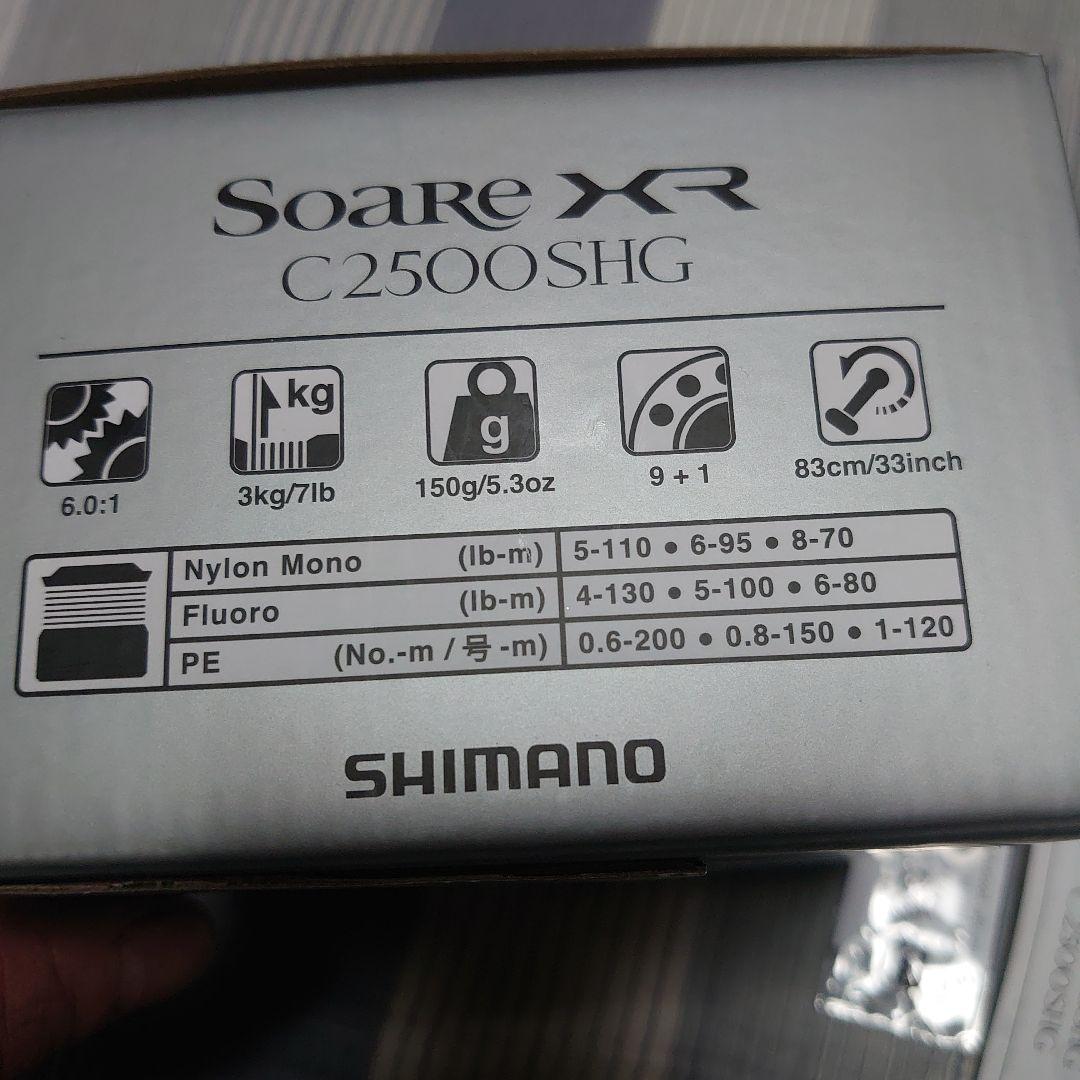 Soare XR
C2500SHG
kg
g
6.0:1
3kg/7lb
150g/5.3oz
9+1
83cm/33inch
Nylon Mono (lb-m) 5-110 • 6-95 • 8-70
Fluoro (lb-m) 4-130 • 5-100 • 6-80
PE (No.-m / 号 -m) 0.6-200 • 0.8-150 • 1-120
SHIMANO